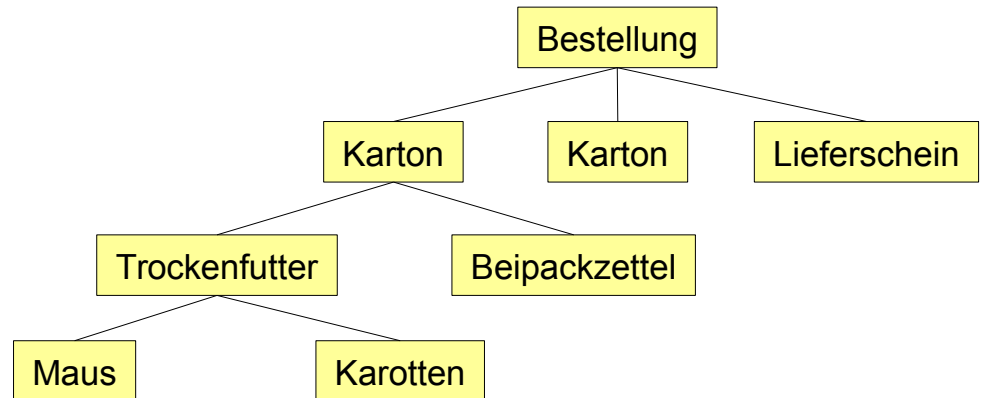 Bestellung
Karton
Karton
Lieferschein
Trockenfutter
Beipackzettel
Maus
Karotten